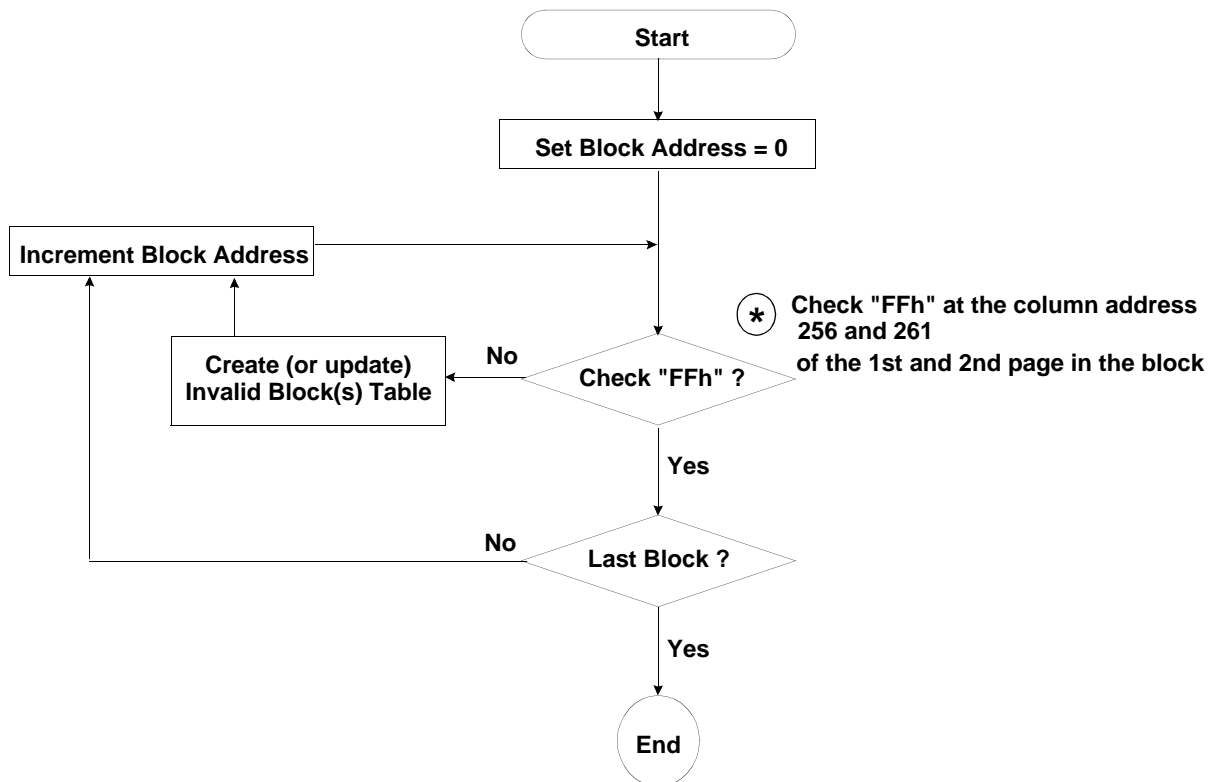 Start
Set Block Address = 0
Increment Block Address
* Check "FFh" at the column address
256 and 261
of the 1st and 2nd page in the block
Create (or update)
Invalid Block(s) Table
No
Check "FFh" ?
Yes
No
Last Block ?
Yes
End